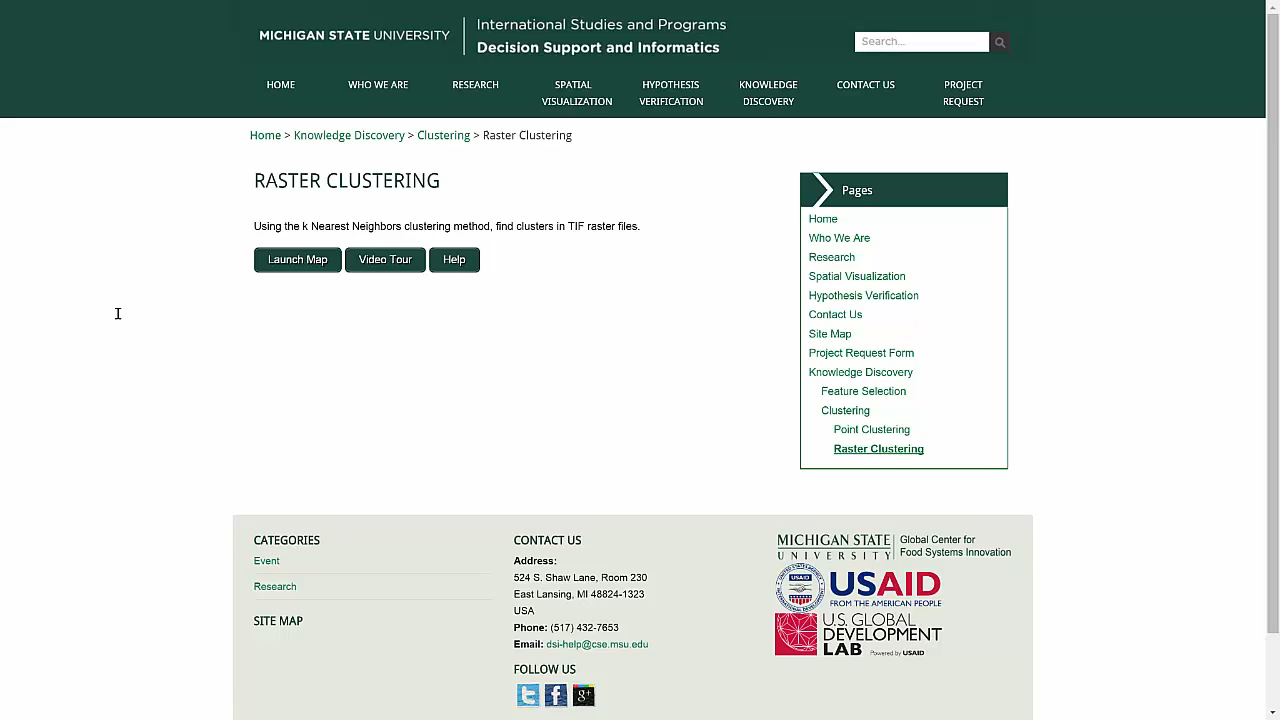 MICHIGAN STATE UNIVERSITY
International Studies and Programs
Decision Support and Informatics
Search...
HOME
WHO WE ARE
RESEARCH
SPATIAL
VISUALIZATION
HYPOTHESIS
VERIFICATION
KNOWLEDGE
DISCOVERY
CONTACT US
PROJECT
REQUEST
Home > Knowledge Discovery > Clustering > Raster Clustering
RASTER CLUSTERING
Using the k Nearest Neighbors clustering method, find clusters in TIF raster files.
Launch Map
Video Tour
Help
Pages
Home
Who We Are
Research
Spatial Visualization
Hypothesis Verification
Contact Us
Site Map
Project Request Form
Knowledge Discovery
Feature Selection
Clustering
Point Clustering
Raster Clustering
CATEGORIES
Event
Research
SITE MAP
CONTACT US
Address:
524 S. Shaw Lane, Room 230
East Lansing, MI 48824-1323
USA
Phone: (517) 432-7653
Email: dsi-help@cse.msu.edu
FOLLOW US
MICHIGAN STATE
UNIVERSITY
Global Center for
Food Systems Innovation
USAID
USAID
FROM THE AMERICAN PEOPLE
U.S. GLOBAL
DEVELOPMENT
LAB Powered by USAID